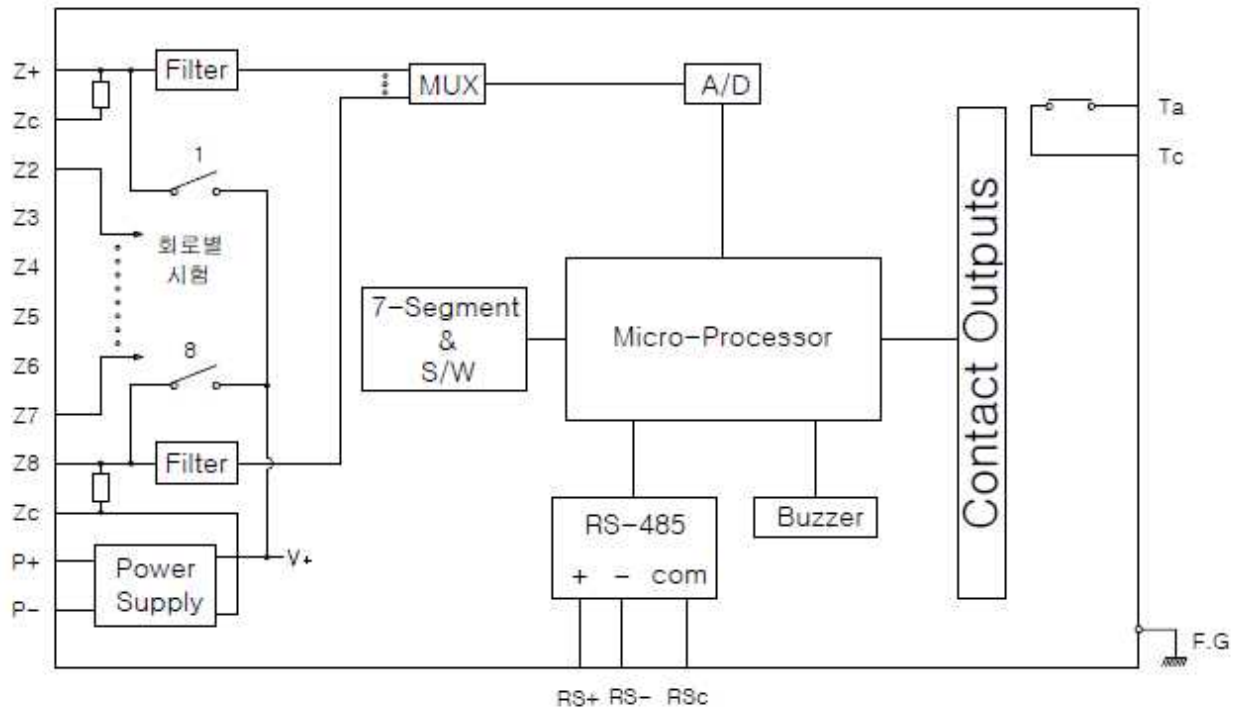 Z+
Filter
MUX
A/D
Zc
Ta
1
Tc
Z2
Z3
회로별
시험
Z4
Z5
7-Segment
&
S/W
Micro-Processor
Contact Outputs
Z6
8
Z7
Z8
Filter
Zc
RS-485
+ - com
Buzzer
P+
Power
Supply
V+
P-
F.G
RS+ RS- RSc